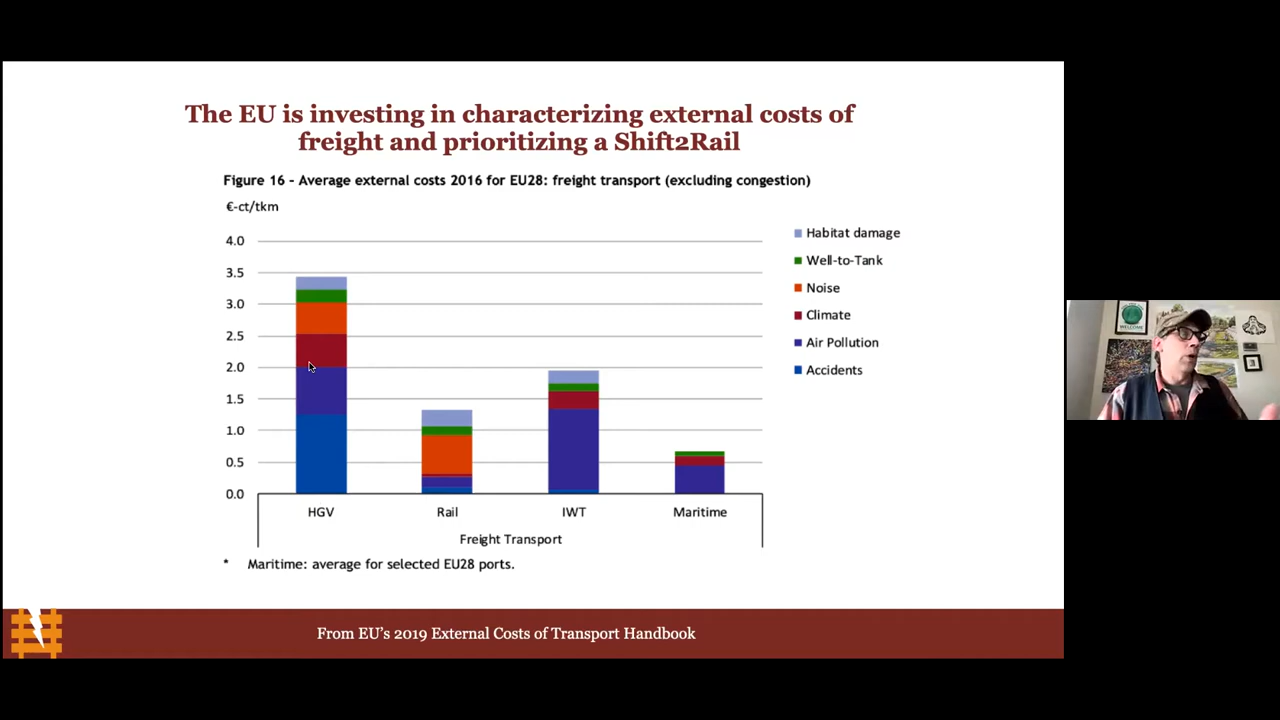 The EU is investing in characterizing external costs of
freight and prioritizing a Shift2Rail
Figure 16 - Average external costs 2016 for EU28: freight transport (excluding congestion)
€-ct/tkm
4.0
3.5
3.0
2.5
2.0
1.5
1.0
0.5
0.0
HGV
Rail
IWT
Maritime
Freight Transport
Habitat damage
Well-to-Tank
Noise
Climate
Air Pollution
Accidents
* Maritime: average for selected EU28 ports.
From EU's 2019 External Costs of Transport Handbook
WELCOME